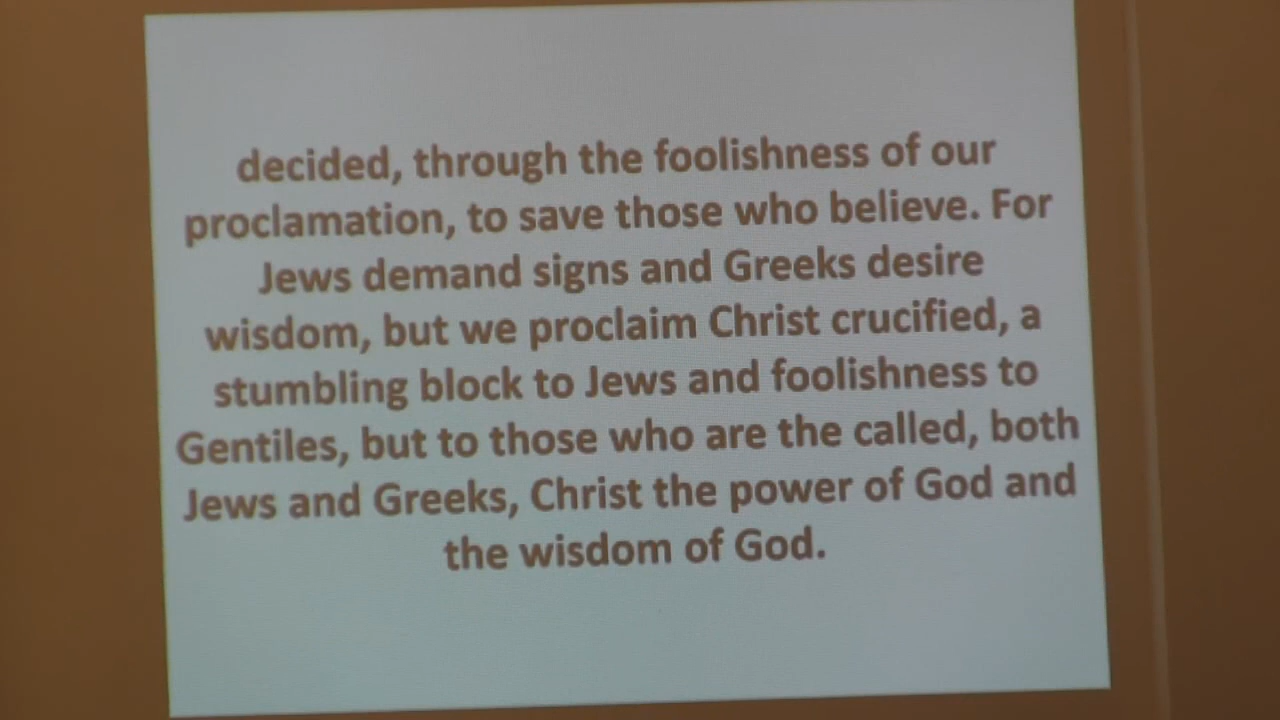 decided, through the foolishness of our
proclamation, to save those who believe. For
Jews demand signs and Greeks desire
wisdom, but we proclaim Christ crucified, a
stumbling block to Jews and foolishness to
Gentiles, but to those who are the called, both
Jews and Greeks, Christ the power of God and
the wisdom of God.